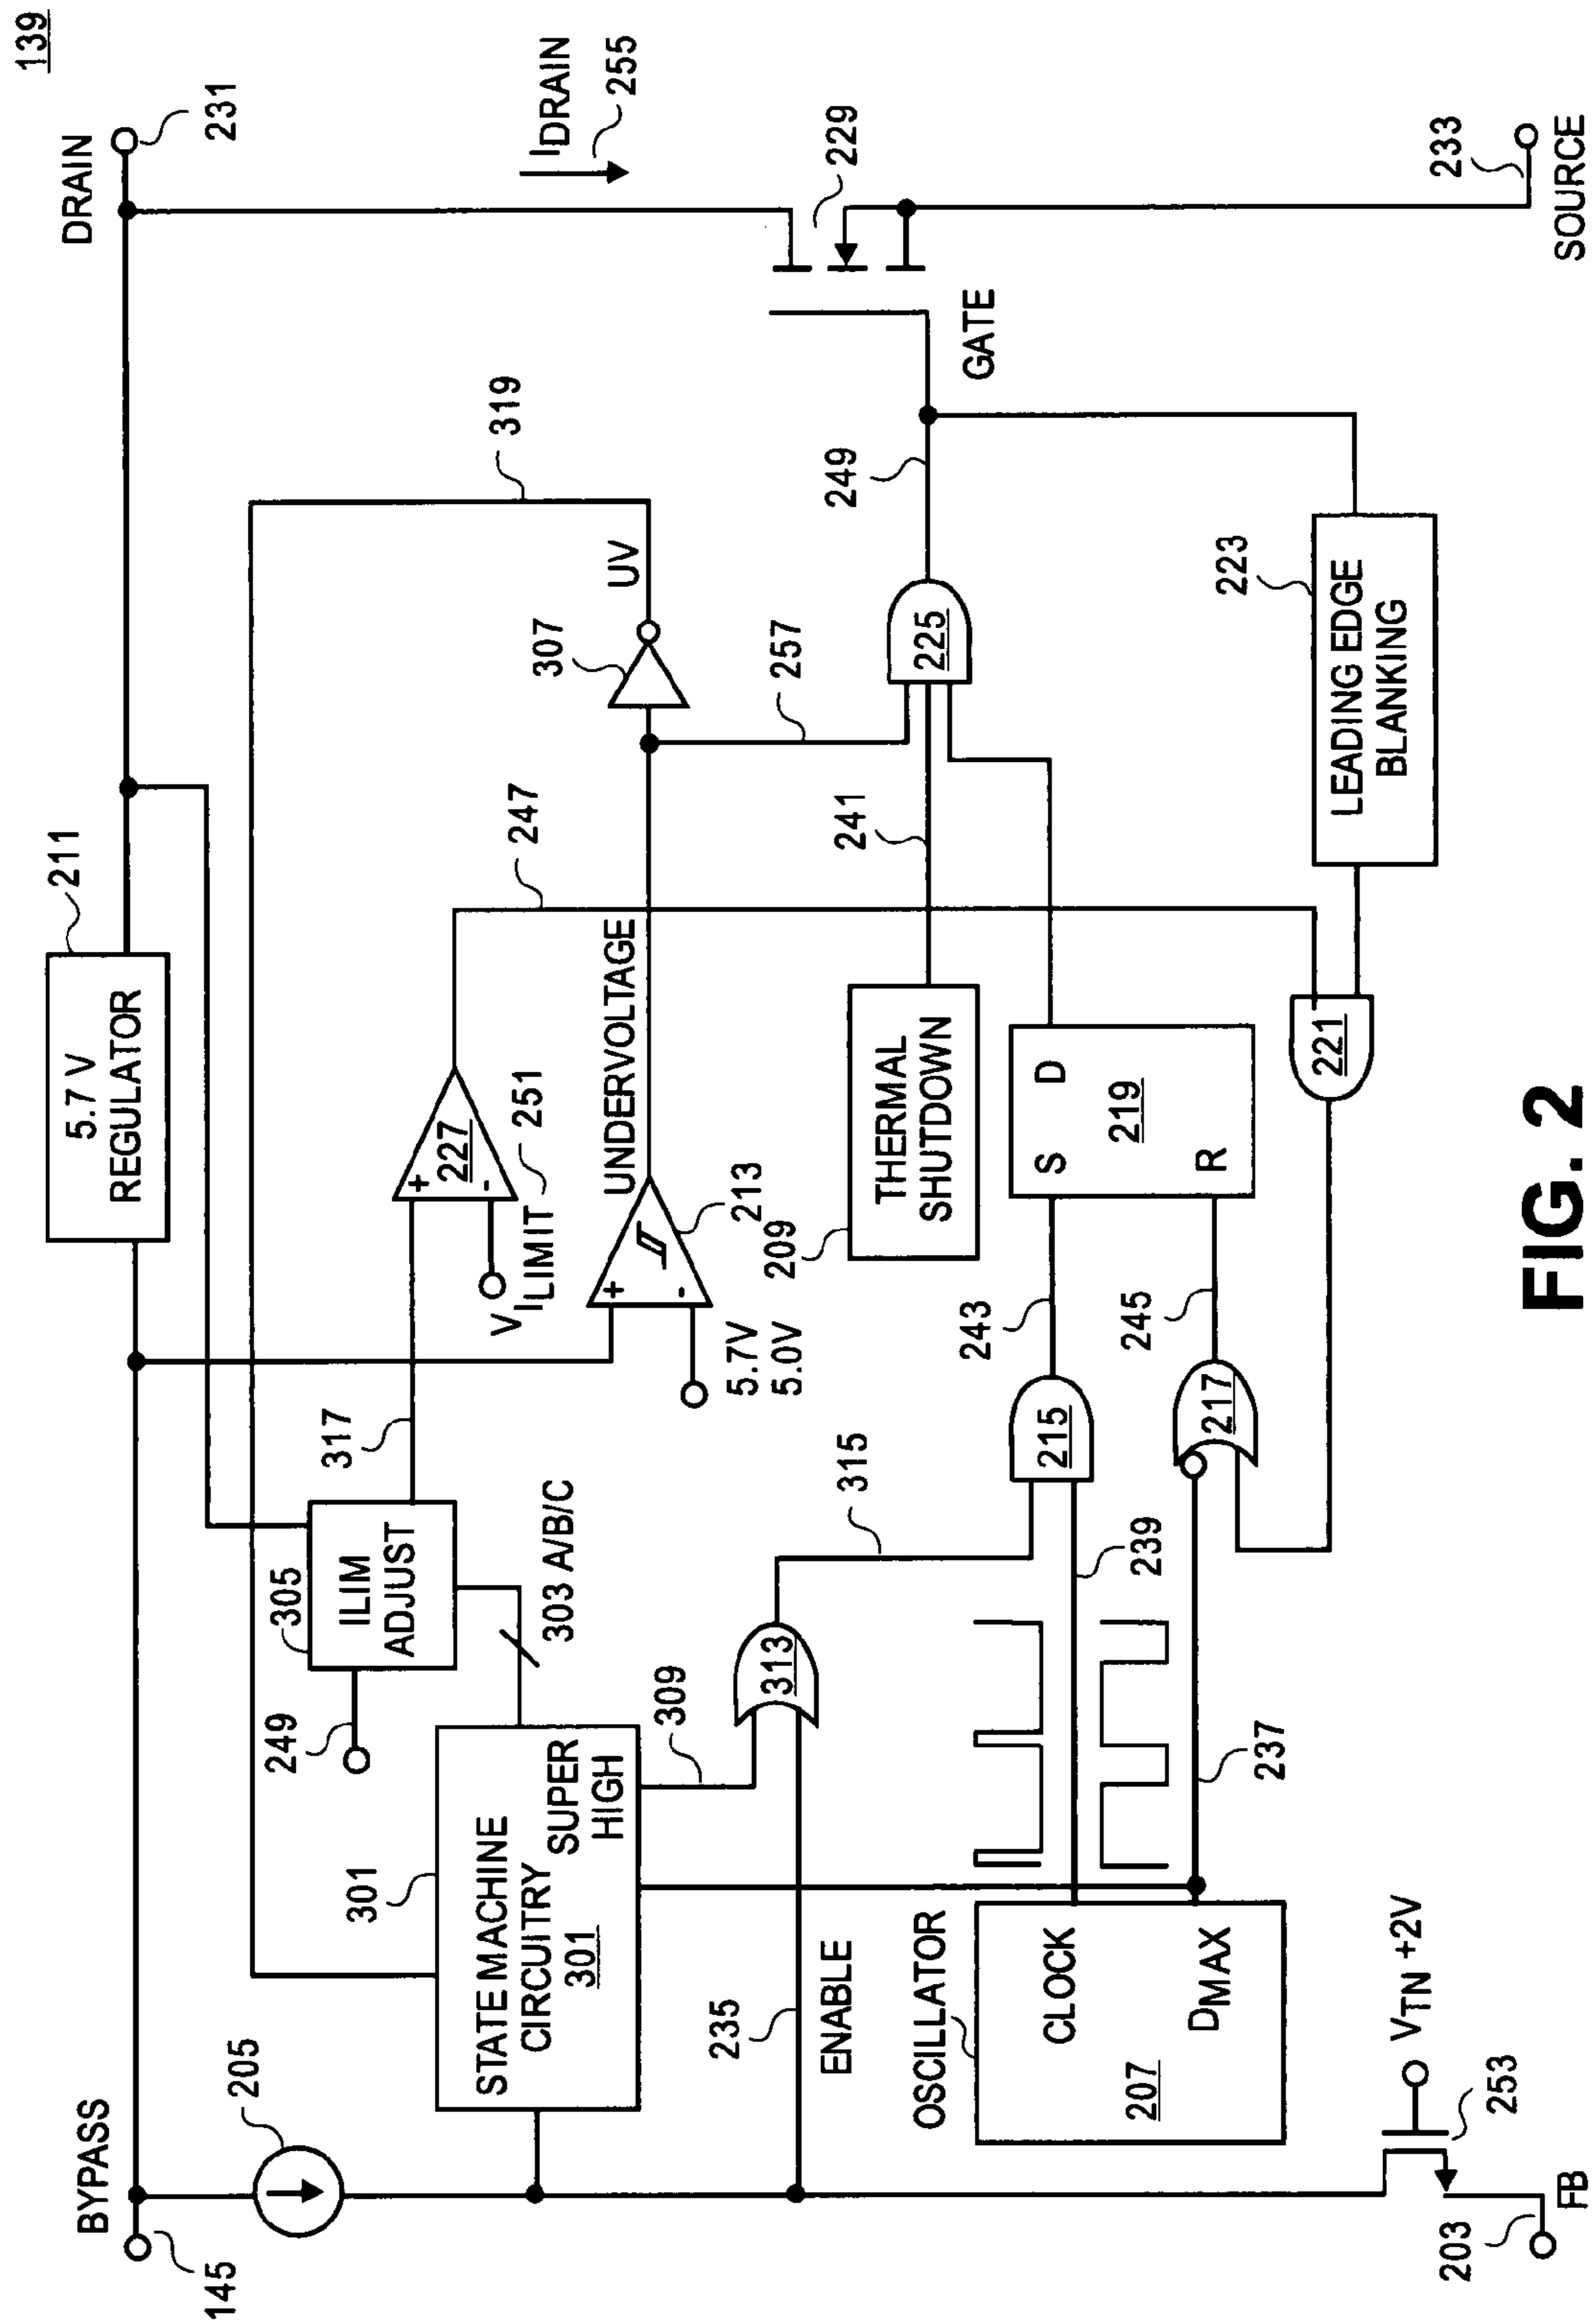 139
BYPASS
145
205
5.7 V
REGULATOR
211
DRAIN
231
IDRAIN
255
249
305
ILIM
ADJUST
317
303 A/B/C
+
227
-
VILIMIT 251
247
319
301
STATE MACHINE
CIRCUITRY
301
SUPER
HIGH
309
UNDERVOLTAGE
+
-
213
5.7V
5.0V
307
UV
257
229
GATE
249
235
ENABLE
313
315
209
THERMAL
SHUTDOWN
241
225
OSCILLATOR
CLOCK
207
DMAX
239
237
215
243
217
245
S D
219
R
221
223
LEADING EDGE
BLANKING
233
SOURCE
VTN +2V
253
203
FB
FIG. 2